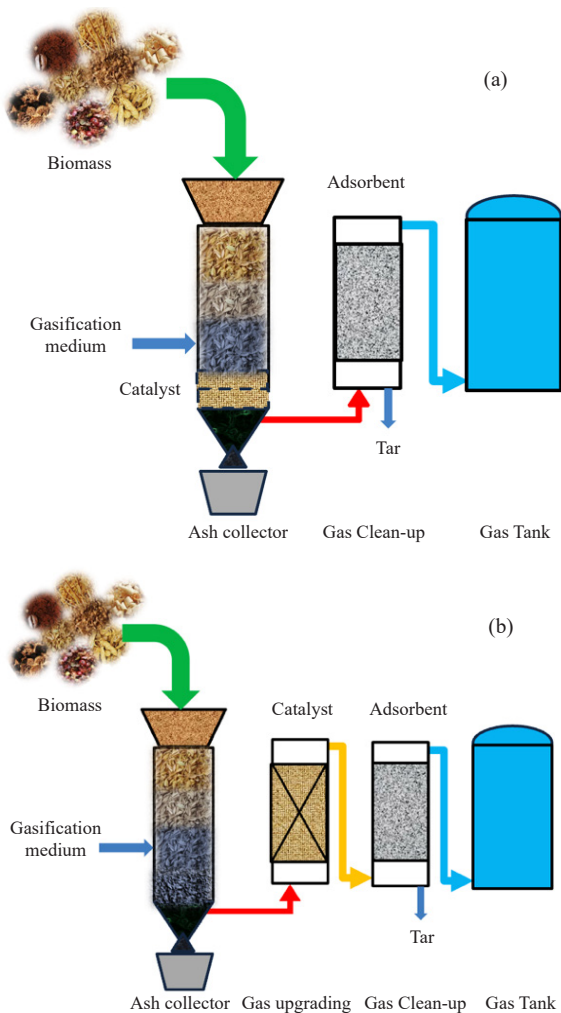 (a)
Biomass
Adsorbent
Gasification
medium
Catalyst
Tar
Ash collector
Gas Clean-up
Gas Tank
(b)
Biomass
Catalyst
Adsorbent
Gasification
medium
Tar
Ash collector
Gas upgrading
Gas Clean-up
Gas Tank